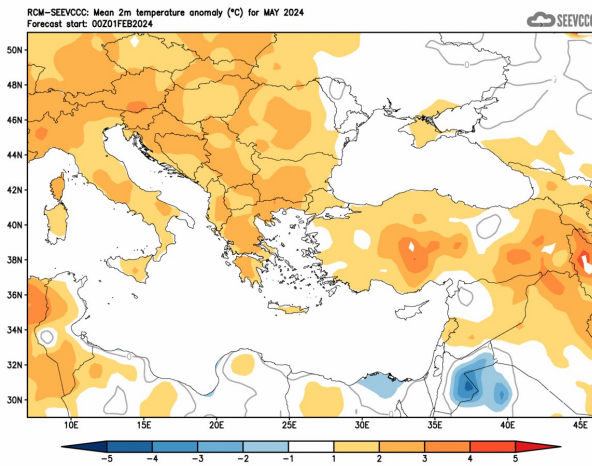 RCM-SEEVCCC: Mean 2m temperature anomaly (°C) for MAY 2024
Forecast start: 00Z01FEB2024
SEEVCCC
50N
48N
46N
44N
42N
40N
38N
36N
34N
32N
30N
10E 15E 20E 25E 30E 35E 40E 45E
-5 -4 -3 -2 -1 1 2 3 4 5